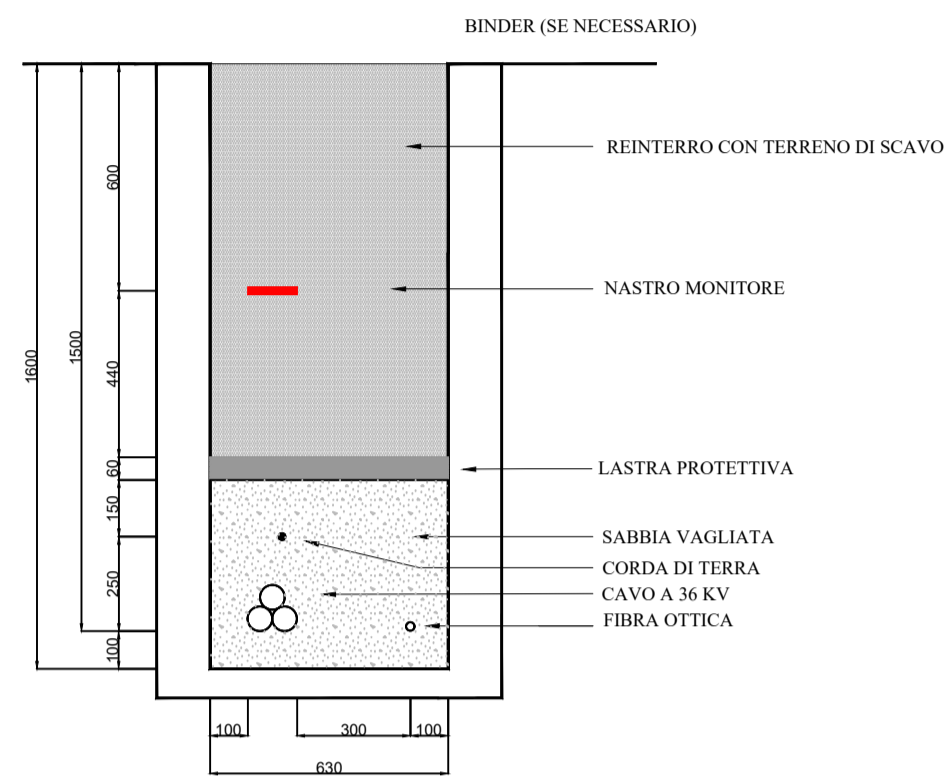 BINDER (SE NECESSARIO)
REINTERRO CON TERRENO DI SCAVO
600
NASTRO MONITORE
1600
1500
440
60
LASTRA PROTETTIVA
150
SABBIA VAGLIATA
CORDA DI TERRA
250
CAVO A 36 KV
FIBRA OTTICA
100
100
300
100
630